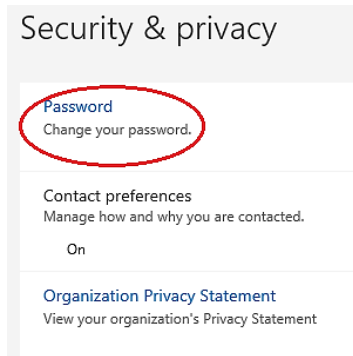 Security & privacy
Password
Change your password.
Contact preferences
Manage how and why you are contacted.
On
Organization Privacy Statement
View your organization's Privacy Statement